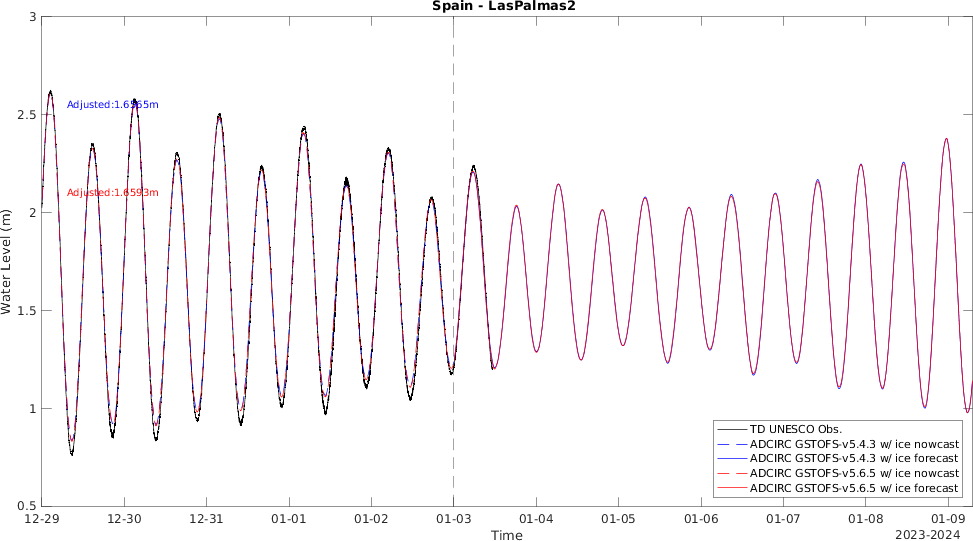 Spain - LasPalmas2
3
2.5
2
1.5
1
0.5
Water Level (m)
Adjusted:1.6565m
Adjusted:1.6593m
TD UNESCO Obs.
ADCIRC GSTOFS-v5.4.3 w/ ice nowcast
ADCIRC GSTOFS-v5.4.3 w/ ice forecast
ADCIRC GSTOFS-v5.6.5 w/ ice nowcast
ADCIRC GSTOFS-v5.6.5 w/ ice forecast
12-29 12-30 12-31 01-01 01-02 01-03 01-04 01-05 01-06 01-07 01-08 01-09
Time
2023-2024